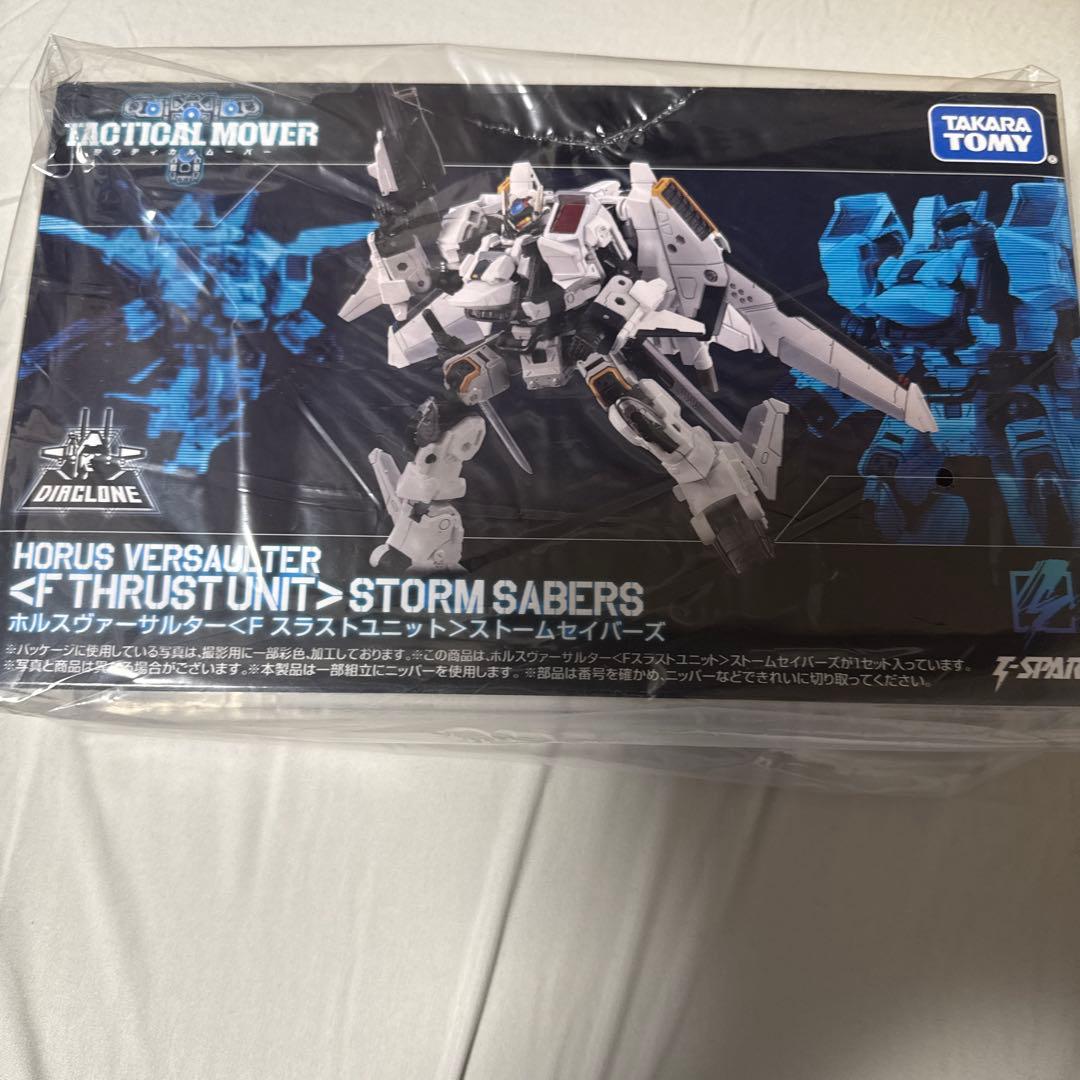 TACTICAL MOVER
タクティカルムーバー
TAKARA
TOMY
DIACLONE
HORUS VERSAULTER
<F THRUST UNIT> STORM SABERS
ホルスヴァーサルター<F スラストユニット>ストームセイバーズ
※パッケージに使用している写真は、撮影用に一部彩色、加工しております。※この商品は、ホルスヴァーサルター<Fスラストユニット>ストームセイバーズが1セット入っています。
※写真と商品は異なる場合がございます。※本製品は一部組立にニッパーを使用します。※部品は番号を確かめ、ニッパーなどできれいに切り取ってください。
T-SPAR